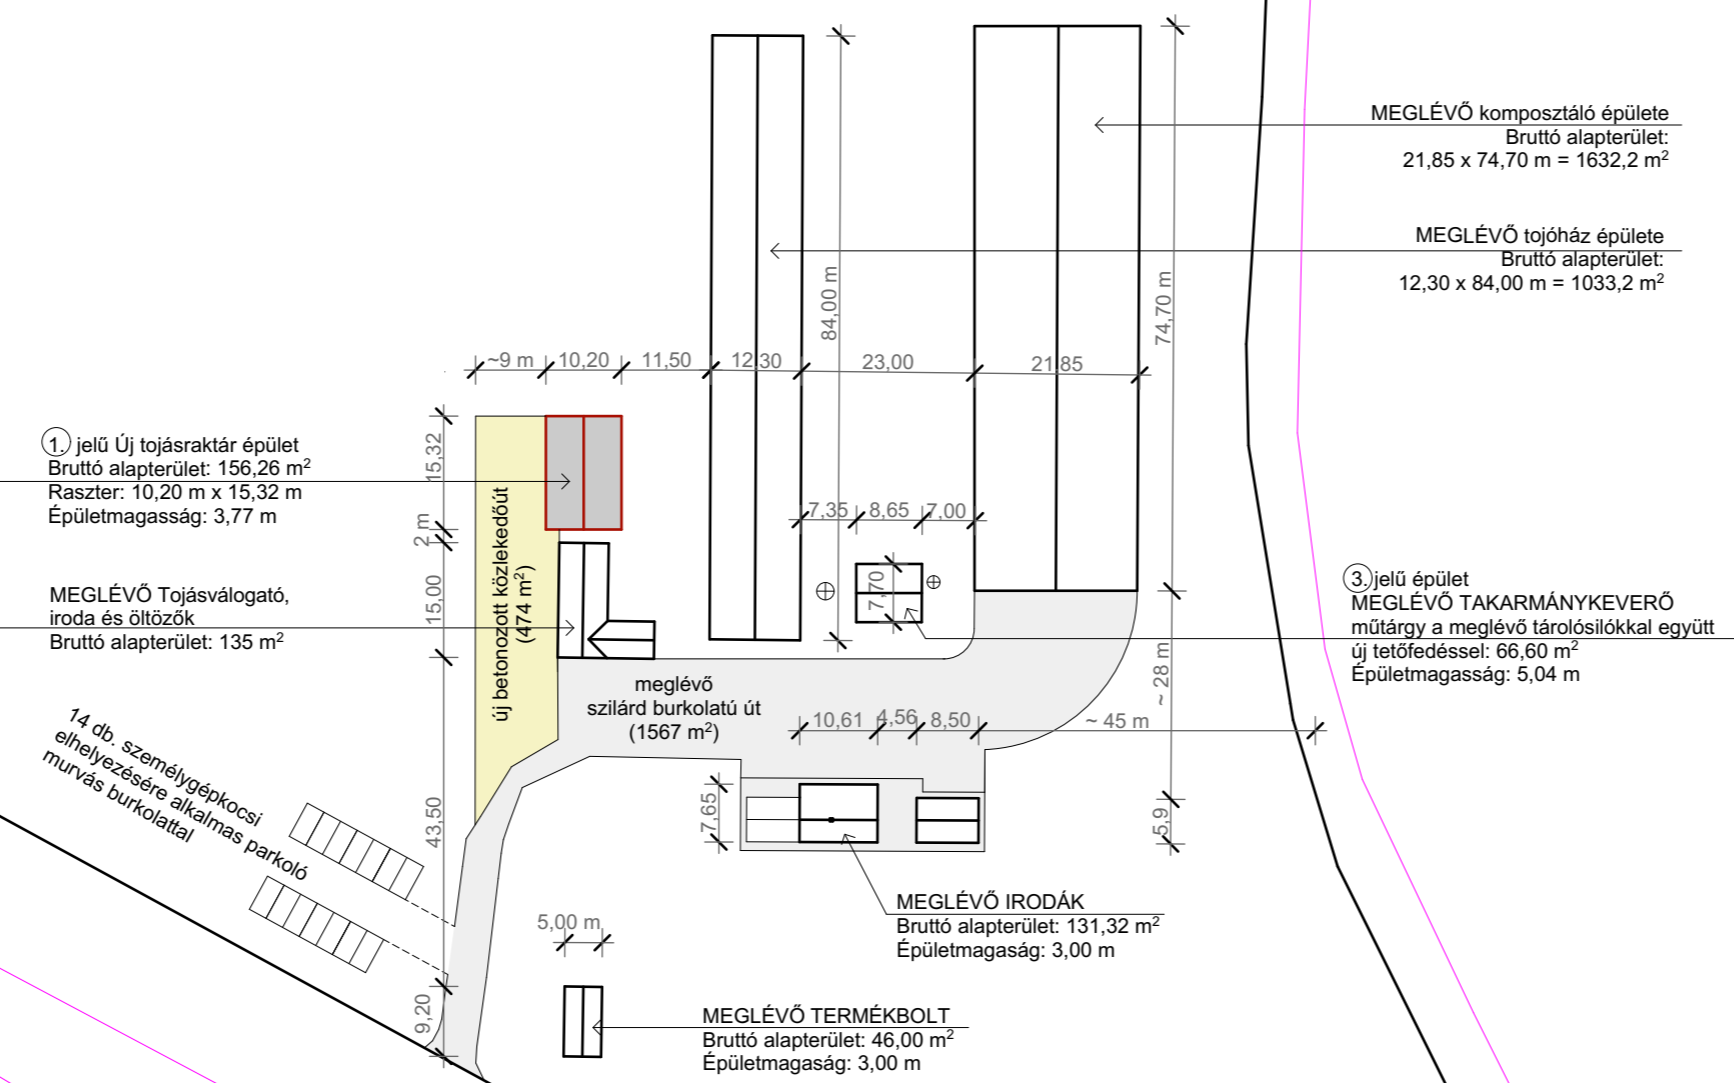 MEGLÉVŐ komposztáló épülete
Bruttó alapterület:
21,85 x 74,70 m = 1632,2 m²
MEGLÉVŐ tojóház épülete
Bruttó alapterület:
12,30 x 84,00 m = 1033,2 m²
84,00 m
74,70 m
~9 m
10,20
11,50
12,30
23,00
21,85
1. jelű Új tojásraktár épület
Bruttó alapterület: 156,26 m²
Raszter: 10,20 m x 15,32 m
Épületmagasság: 3,77 m
15,32
2 m
15,00
43,50
9,20
új betonozott közlekedőút
(474 m²)
7,35
8,65
7,00
7,70
MEGLÉVŐ Tojásválogató,
iroda és öltözők
Bruttó alapterület: 135 m²
3. jelű épület
MEGLÉVŐ TAKARMÁNYKEVERŐ
műtárgy a meglévő tárolósilókkal együtt
új tetőfedéssel: 66,60 m²
Épületmagasság: 5,04 m
meglévő
szilárd burkolatú út
(1567 m²)
10,61
4,56
8,50
~ 45 m
~ 28 m
5,9
7,65
14 db. személygépkocsi
elhelyezésére alkalmas parkoló
murvás burkolattal
MEGLÉVŐ IRODÁK
Bruttó alapterület: 131,32 m²
Épületmagaság: 3,00 m
5,00 m
MEGLÉVŐ TERMÉKBOLT
Bruttó alapterület: 46,00 m²
Épületmagaság: 3,00 m